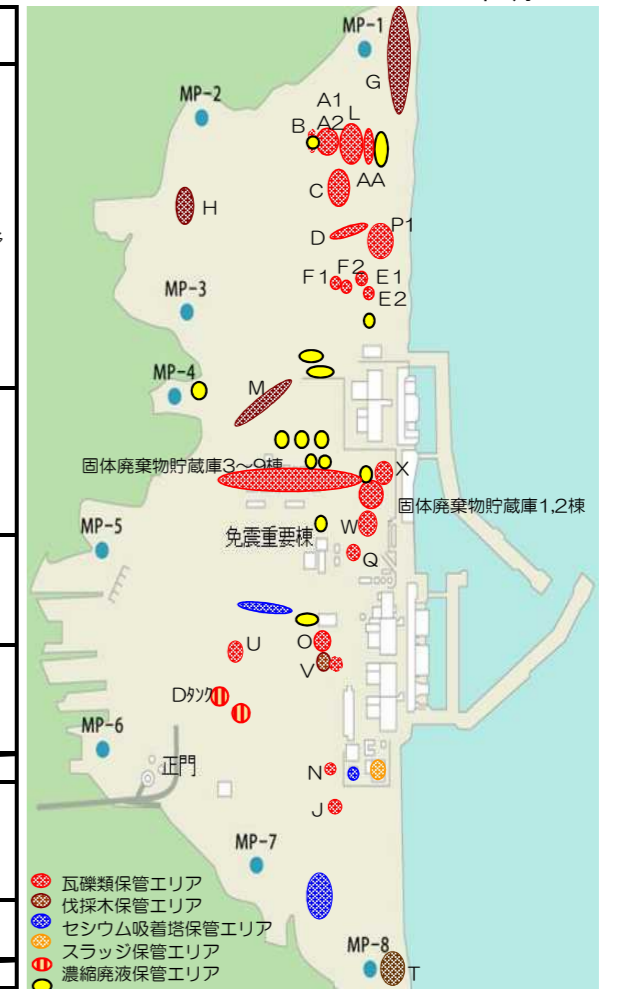 MP-1
G
MP-2
A1
L
B
A2
AA
C
H
P1
D
F2
F1
E1
E2
MP-3
MP-4
M
固体廃棄物貯蔵庫3～9棟
X
固体廃棄物貯蔵庫1,2棟
MP-5
免震重要棟
W
Q
U
O
V
Dタンク
MP-6
正門
N
J
MP-7
瓦礫類保管エリア
伐採木保管エリア
セシウム吸着塔保管エリア
スラッジ保管エリア
濃縮廃液保管エリア
MP-8
T